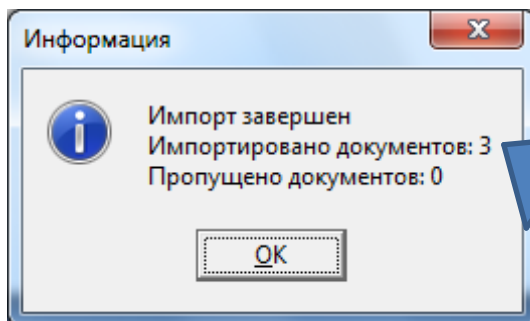 Информация
Импорт завершен
Импортировано документов: 3
Пропущено документов: 0
OK